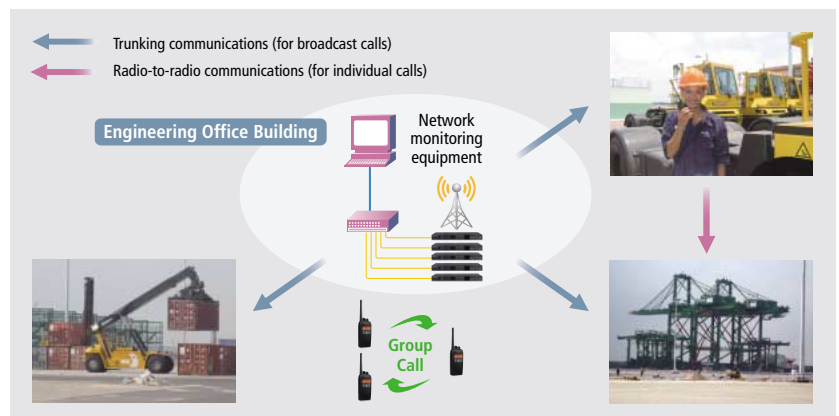 Trunking communications (for broadcast calls)
Radio-to-radio communications (for individual calls)
Engineering Office Building
Network
monitoring
equipment
Group
Call